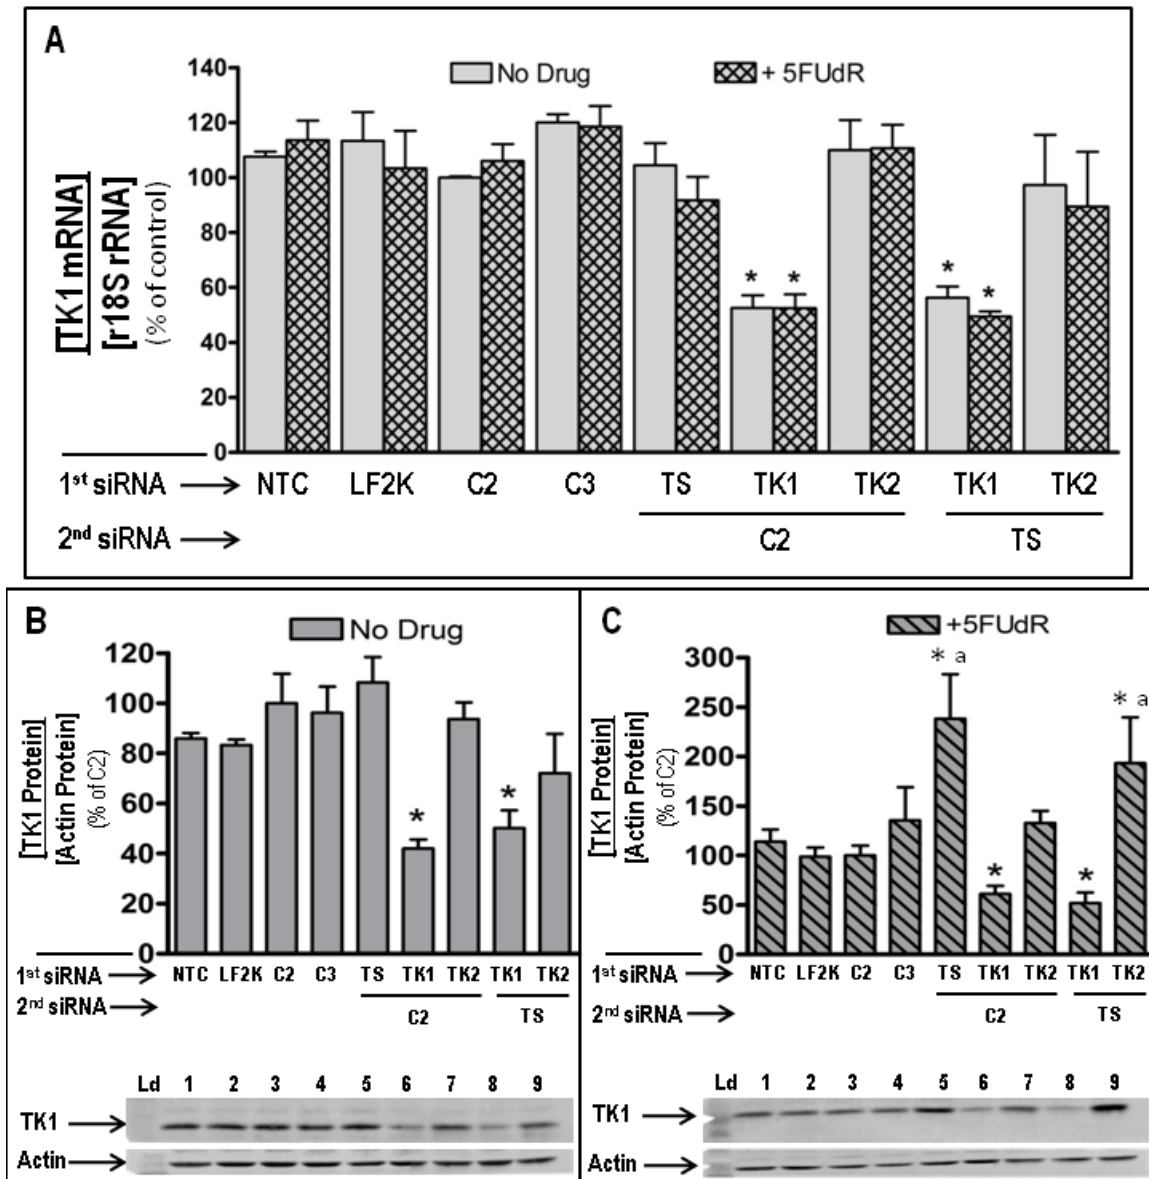 A
No Drug
+ 5FUdR
[TK1 mRNA]
[r18S rRNA]
(% of control)
140
120
100
80
60
40
20
0
* * * *
1st siRNA NTC LF2K C2 C3 TS TK1 TK2 TK1 TK2
2nd siRNA C2 TS
B
No Drug
[TK1 Protein]
[Actin Protein]
(% of C2)
120
100
80
60
40
20
0
* *
1st siRNA NTC LF2K C2 C3 TS TK1 TK2 TK1 TK2
2nd siRNA C2 TS
Ld 1 2 3 4 5 6 7 8 9
TK1
Actin
C
+5FUdR
[TK1 Protein]
[Actin Protein]
(% of C2)
300
250
200
150
100
50
0
* a * * * a
1st siRNA NTC LF2K C2 C3 TS TK1 TK2 TK1 TK2
2nd siRNA C2 TS
Ld 1 2 3 4 5 6 7 8 9
TK1
Actin